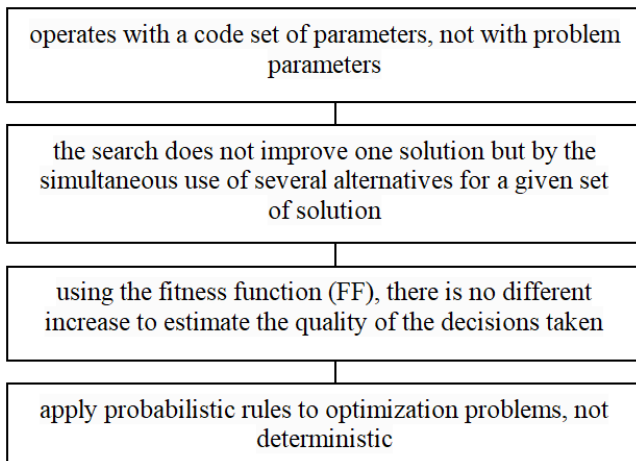 operates with a code set of parameters, not with problem
parameters
the search does not improve one solution but by the
simultaneous use of several alternatives for a given set
of solution
using the fitness function (FF), there is no different
increase to estimate the quality of the decisions taken
apply probabilistic rules to optimization problems, not
deterministic